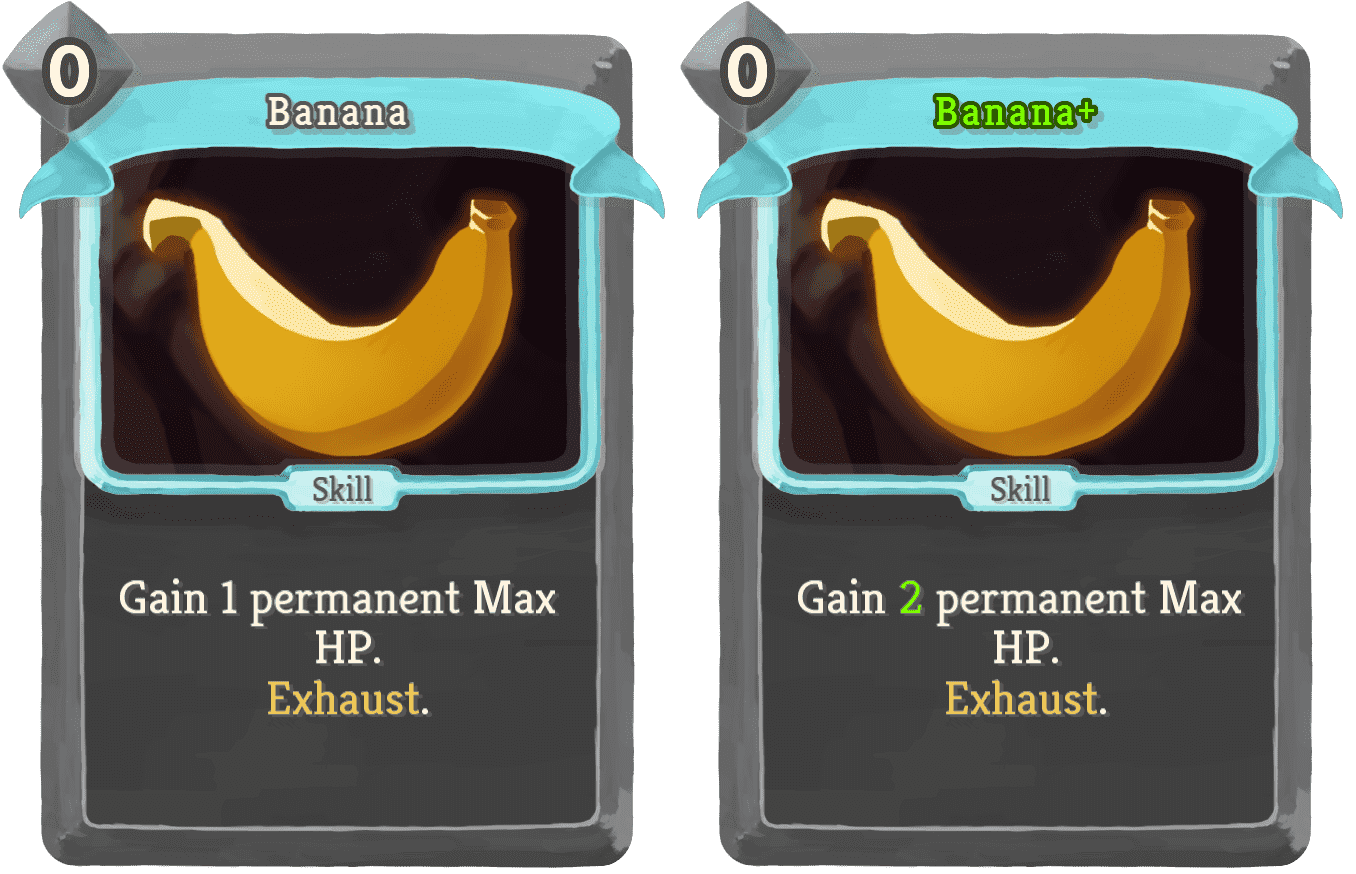 0
Banana
Skill
Gain 1 permanent Max
HP.
Exhaust.
0
Banana+
Skill
Gain 2 permanent Max
HP.
Exhaust.